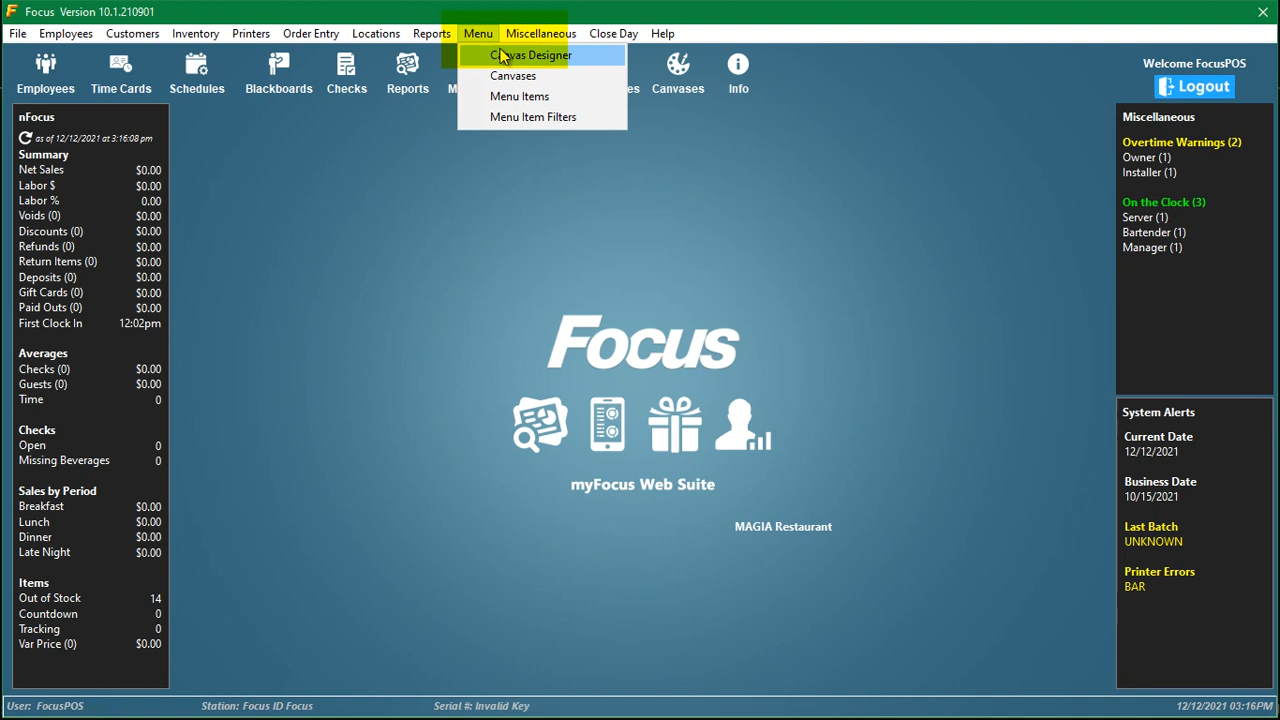 Focus Version 10.1.210901
File Employees Customers Inventory Printers Order Entry Locations Reports Menu Miscellaneous Close Day Help
Canvas Designer
Canvases
Menu Items
Menu Item Filters
Employees Time Cards Schedules Blackboards Checks Reports Canvases Info
Welcome FocusPOS
Logout
nFocus
as of 12/12/2021 at 3:16:08 pm
Summary
Net Sales $0.00
Labor $ $0.00
Labor % 0.00
Voids (0) $0.00
Discounts (0) $0.00
Refunds (0) $0.00
Return Items (0) $0.00
Deposits (0) $0.00
Gift Cards (0) $0.00
Paid Outs (0) $0.00
First Clock In 12:02pm
Averages
Checks (0) $0.00
Guests (0) $0.00
Time 0
Checks
Open 0
Missing Beverages 0
Sales by Period
Breakfast $0.00
Lunch $0.00
Dinner $0.00
Late Night $0.00
Items
Out of Stock 14
Countdown 0
Tracking 0
Var Price (0) $0.00
Focus
myFocus Web Suite
MAGIA Restaurant
Miscellaneous
Overtime Warnings (2)
Owner (1)
Installer (1)
On the Clock (3)
Server (1)
Bartender (1)
Manager (1)
System Alerts
Current Date
12/12/2021
Business Date
10/15/2021
Last Batch
UNKNOWN
Printer Errors
BAR
User: FocusPOS Station: Focus ID Focus Serial #: Invalid Key 12/12/2021 03:16PM